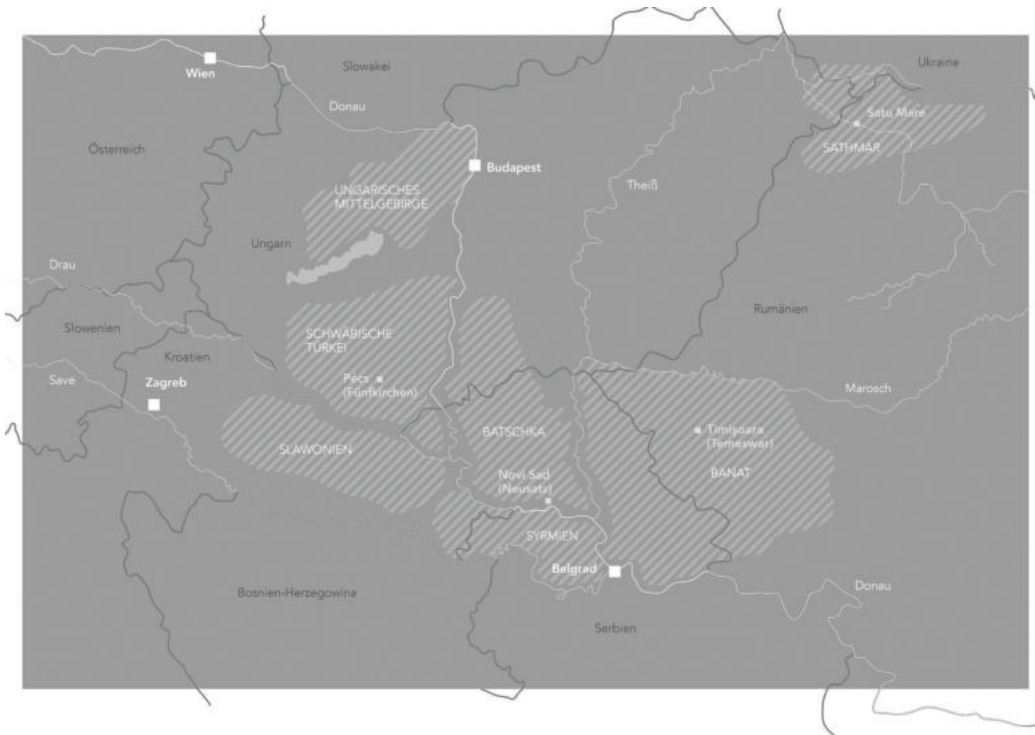 Wien
Slowakei
Ukraine
Donau
Satu Mare
Österreich
SATHMAR
Budapest
Theiß
UNGARISCHES
MITTELGEBIRGE
Ungarn
Drau
Rumänien
Slowenien
SCHWÄBISCHE
TÜRKEI
Kroatien
Pécs
(Fünfkirchen)
Save
Zagreb
Marosch
Timișoara
(Temeswar)
BATSCHKA
SLAWONIEN
BANAT
Novi Sad
(Neusatz)
SYRMIEN
Belgrad
Donau
Bosnien-Herzegowina
Serbien